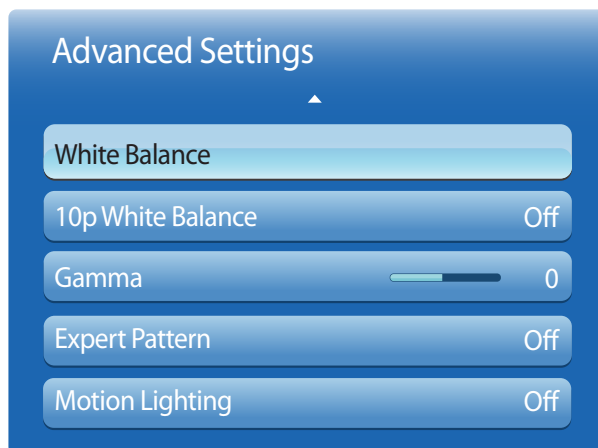 Advanced Settings
White Balance
10p White Balance Off
Gamma 0
Expert Pattern Off
Motion Lighting Off